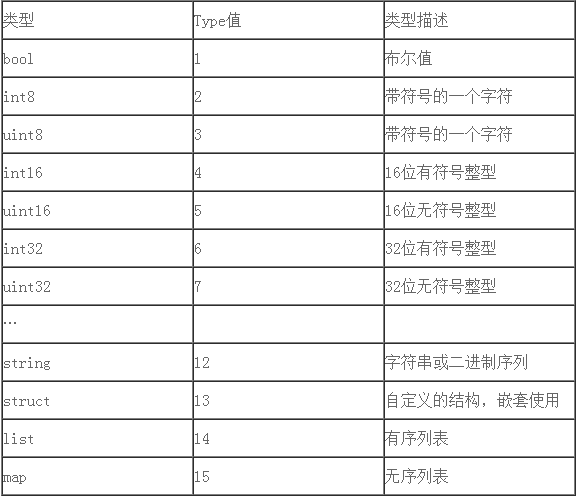 类型 Type值 类型描述
bool 1 布尔值
int8 2 带符号的一个字符
uint8 3 带符号的一个字符
int16 4 16位有符号整型
uint16 5 16位无符号整型
int32 6 32位有符号整型
uint32 7 32位无符号整型
…
string 12 字符串或二进制序列
struct 13 自定义的结构，嵌套使用
list 14 有序列表
map 15 无序列表